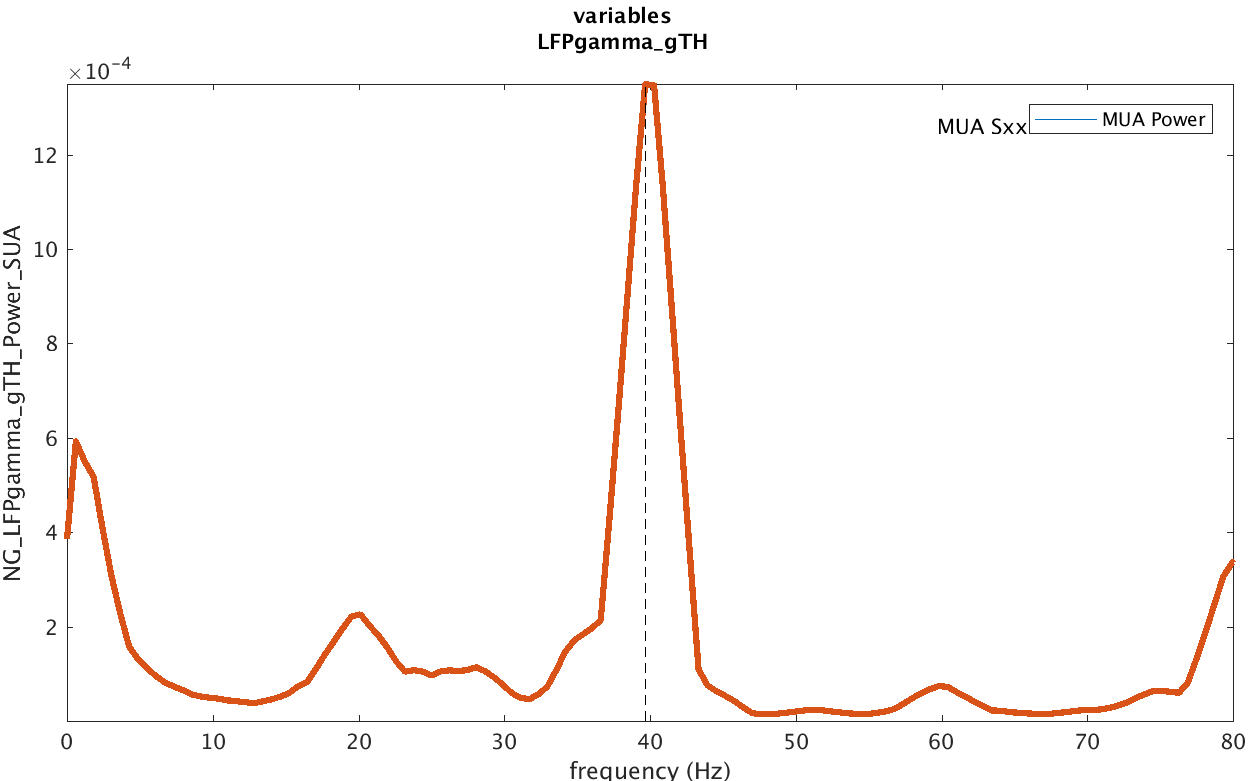 variables
LFPgamma_gTH
×10⁻⁴
MUA Sxx
MUA Power
12
10
8
6
4
2
NG_LFPgamma_gTH_Power_SUA
0 10 20 30 40 50 60 70 80
frequency (Hz)